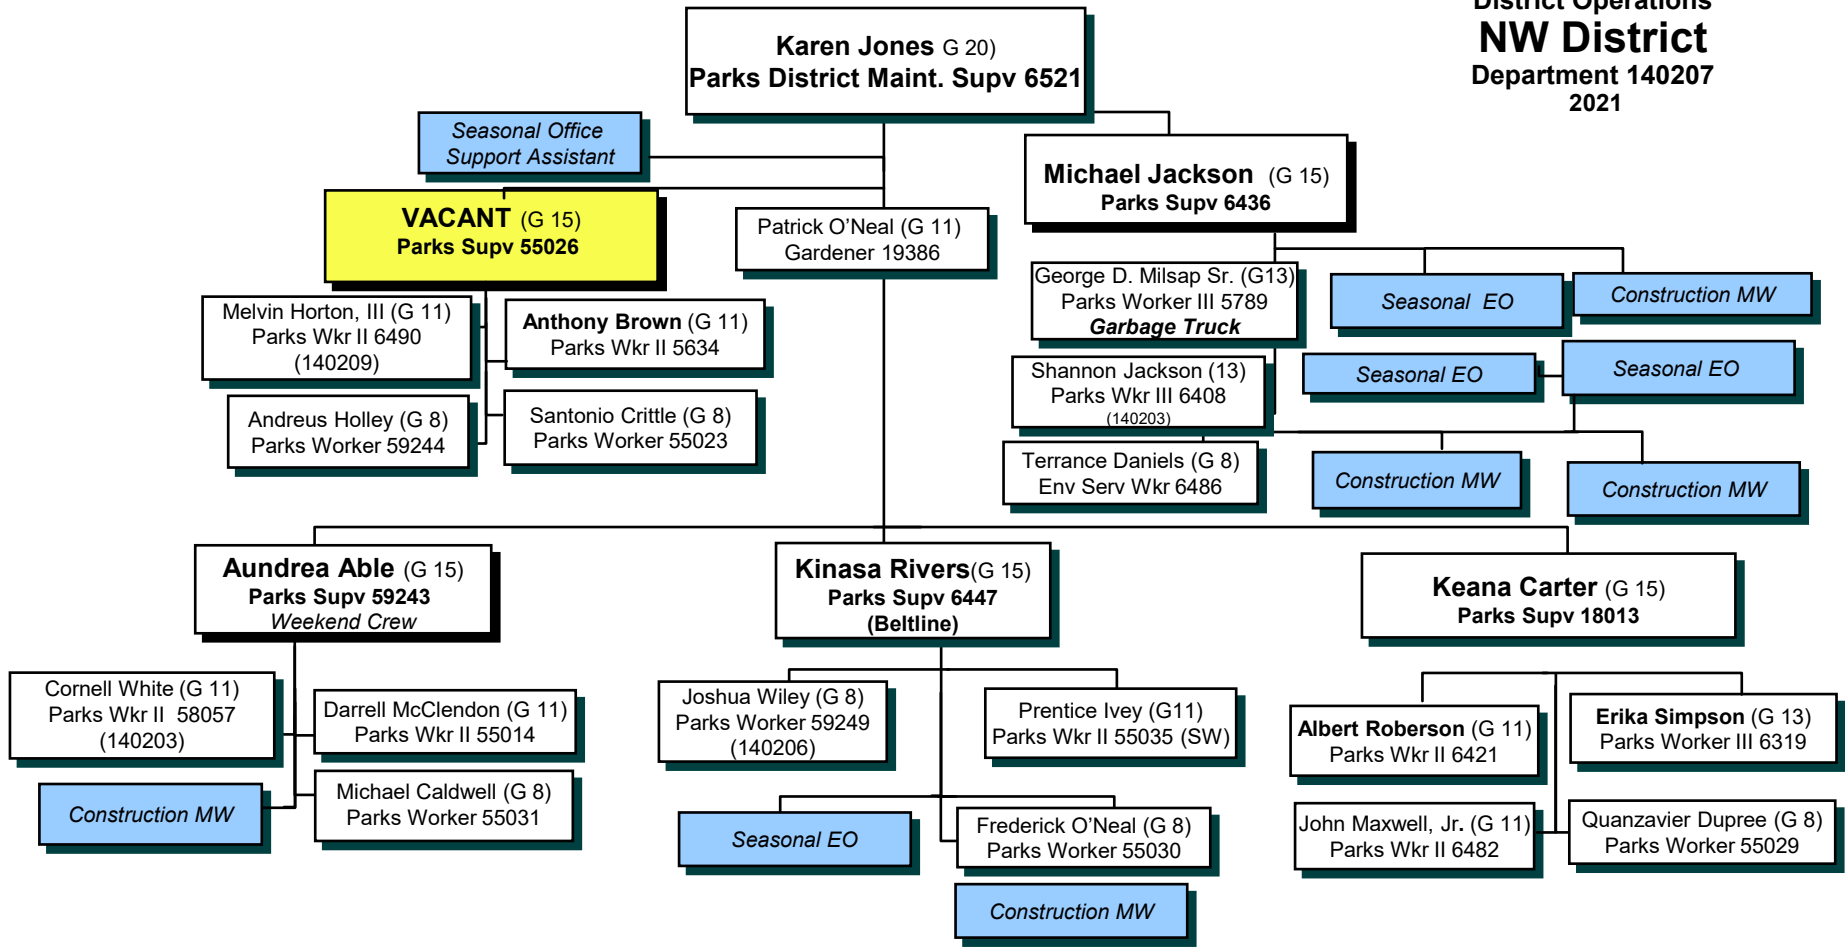 District Operations
NW District
Department 140207
2021
Karen Jones G 20)
Parks District Maint. Supv 6521
Seasonal Office
Support Assistant
Michael Jackson (G 15)
Parks Supv 6436
VACANT (G 15)
Parks Supv 55026
Patrick O’Neal (G 11)
Gardener 19386
Melvin Horton, III (G 11)
Parks Wkr II 6490
(140209)
Anthony Brown (G 11)
Parks Wkr II 5634
Andreus Holley (G 8)
Parks Worker 59244
Santonio Crittle (G 8)
Parks Worker 55023
George D. Milsap Sr. (G13)
Parks Worker III 5789
Garbage Truck
Seasonal EO
Construction MW
Shannon Jackson (13)
Parks Wkr III 6408
(140203)
Seasonal EO
Seasonal EO
Terrance Daniels (G 8)
Env Serv Wkr 6486
Construction MW
Construction MW
Aundrea Able (G 15)
Parks Supv 59243
Weekend Crew
Kinasa Rivers(G 15)
Parks Supv 6447
(Beltline)
Keana Carter (G 15)
Parks Supv 18013
Cornell White (G 11)
Parks Wkr II 58057
(140203)
Darrell McClendon (G 11)
Parks Wkr II 55014
Construction MW
Michael Caldwell (G 8)
Parks Worker 55031
Joshua Wiley (G 8)
Parks Worker 59249
(140206)
Prentice Ivey (G11)
Parks Wkr II 55035 (SW)
Seasonal EO
Frederick O’Neal (G 8)
Parks Worker 55030
Construction MW
Albert Roberson (G 11)
Parks Wkr II 6421
Erika Simpson (G 13)
Parks Worker III 6319
John Maxwell, Jr. (G 11)
Parks Wkr II 6482
Quanzavier Dupree (G 8)
Parks Worker 55029